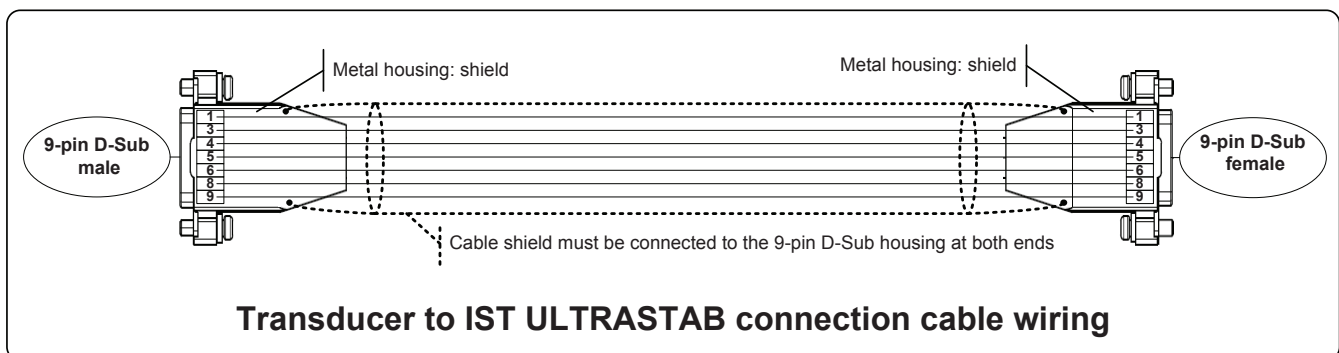 Metal housing: shield
Metal housing: shield
9-pin D-Sub
male
1
3
4
5
6
8
9
1
3
4
5
6
8
9
9-pin D-Sub
female
Cable shield must be connected to the 9-pin D-Sub housing at both ends
Transducer to IST ULTRASTAB connection cable wiring